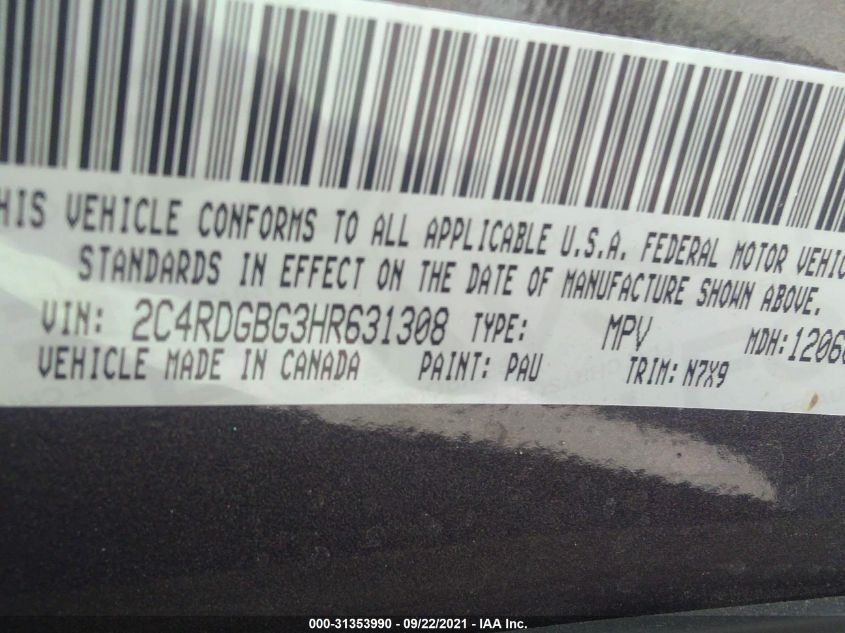 HIS VEHICLE CONFORMS TO ALL APPLICABLE U.S.A. FEDERAL MOTOR VEHIC
STANDARDS IN EFFECT ON THE DATE OF MANUFACTURE SHOWN ABOVE.
VIN: 2C4RDGBG3HR631308 TYPE: MPV MDH:12060
VEHICLE MADE IN CANADA PAINT: PAU TRIM: N7X9
000-31353990 - 09/22/2021 - IAA Inc.